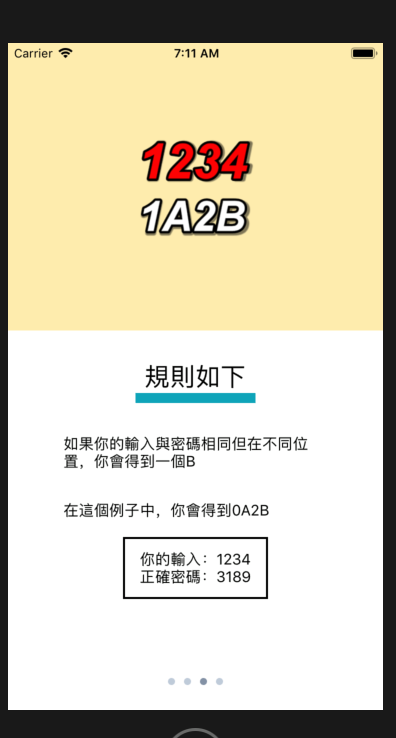 Carrier 7:11 AM
1234
1A2B
規則如下
如果你的輸入與密碼相同但在不同位
置，你會得到一個B
在這個例子中，你會得到0A2B
你的輸入：1234
正確密碼：3189